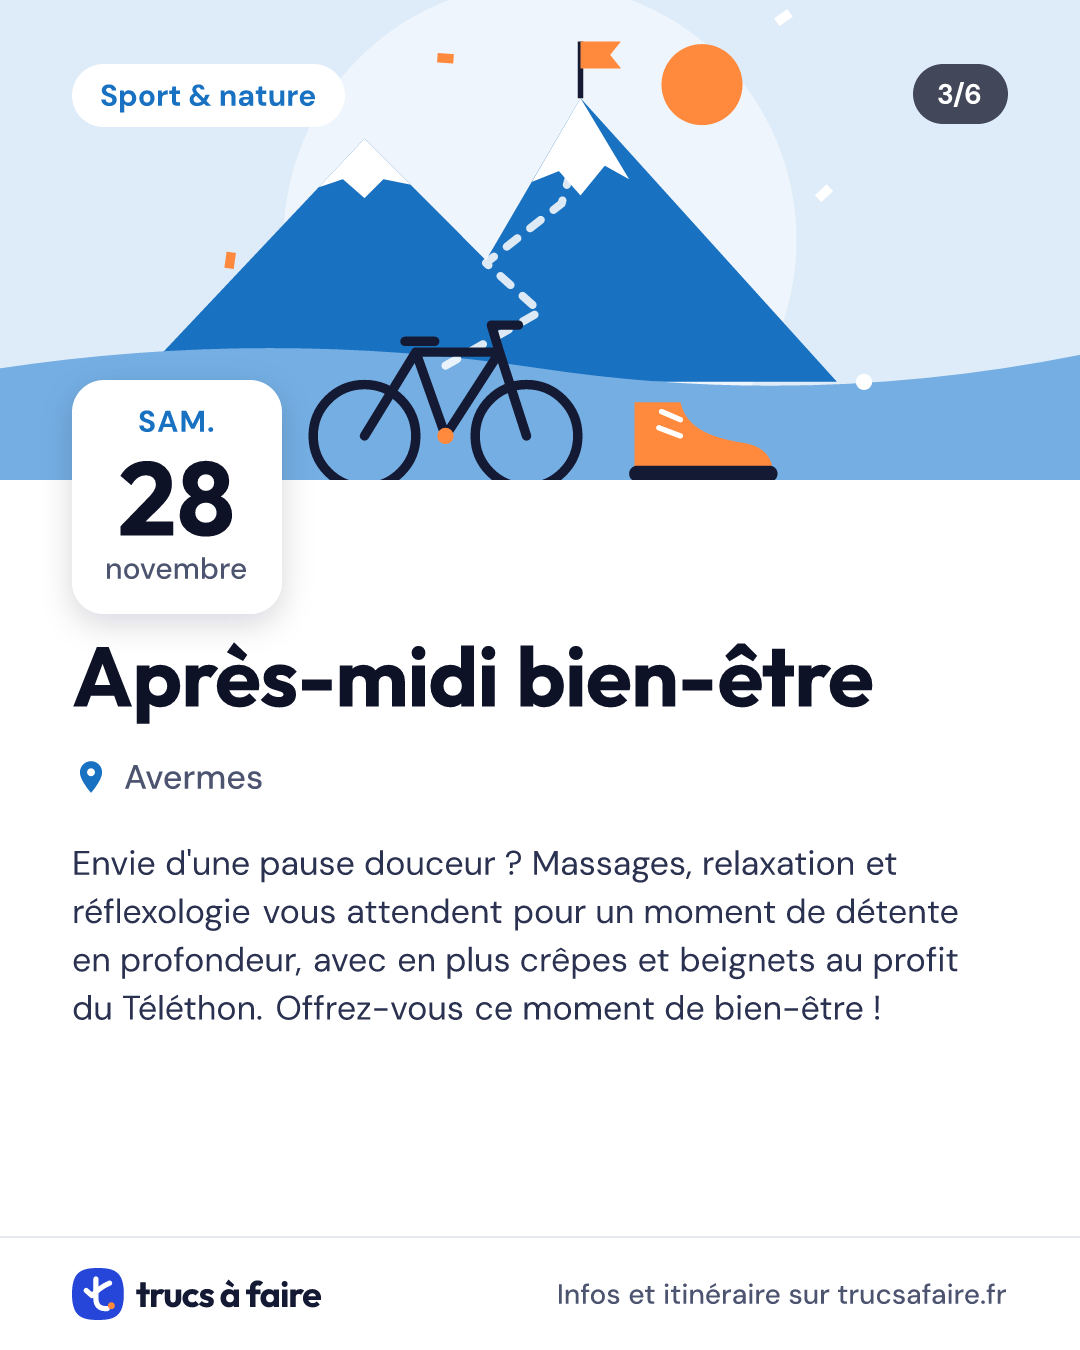 Sport & nature
3/6
SAM.
28
novembre
Après-midi bien-être
Avermes
Envie d'une pause douceur ? Massages, relaxation et
réflexologie vous attendent pour un moment de détente
en profondeur, avec en plus crêpes et beignets au profit
du Téléthon. Offrez-vous ce moment de bien-être !
trucs à faire
Infos et itinéraire sur trucsafaire.fr